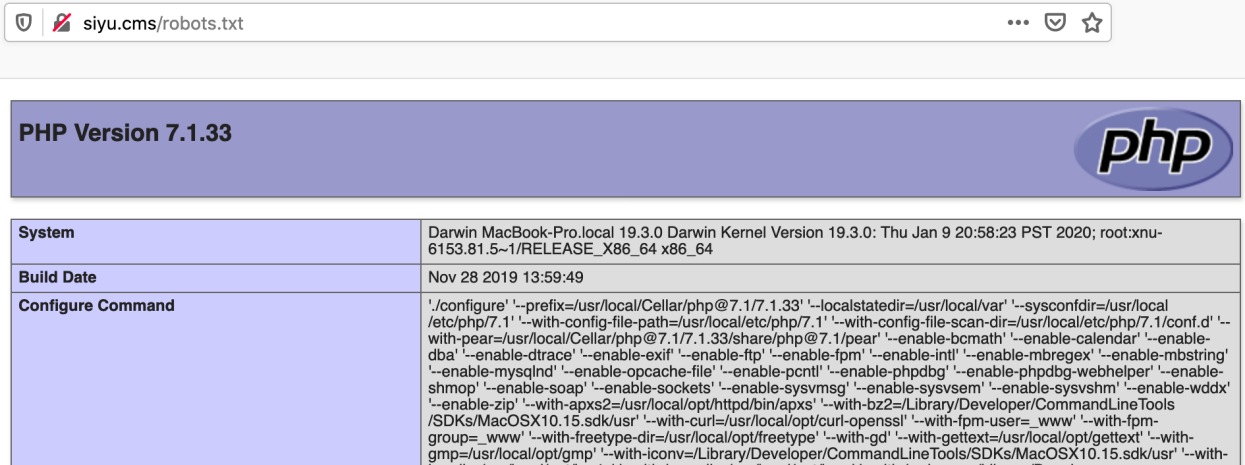 siyu.cms/robots.txt
PHP Version 7.1.33
php
System
Darwin MacBook-Pro.local 19.3.0 Darwin Kernel Version 19.3.0: Thu Jan 9 20:58:23 PST 2020; root:xnu-
6153.81.5~1/RELEASE_X86_64 x86_64
Build Date
Nov 28 2019 13:59:49
Configure Command
'./configure' '--prefix=/usr/local/Cellar/php@7.1/7.1.33' '--localstatedir=/usr/local/var' '--sysconfdir=/usr/local
/etc/php/7.1' '--with-config-file-path=/usr/local/etc/php/7.1' '--with-config-file-scan-dir=/usr/local/etc/php/7.1/conf.d' '--
with-pear=/usr/local/Cellar/php@7.1/7.1.33/share/php@7.1/pear' '--enable-bcmath' '--enable-calendar' '--enable-
dba' '--enable-dtrace' '--enable-exif' '--enable-ftp' '--enable-fpm' '--enable-intl' '--enable-mbregex' '--enable-mbstring'
'--enable-mysqlnd' '--enable-opcache-file' '--enable-pcntl' '--enable-phpdbg' '--enable-phpdbg-webhelper' '--enable-
shmop' '--enable-soap' '--enable-sockets' '--enable-sysvmsg' '--enable-sysvsem' '--enable-sysvshm' '--enable-wddx'
'--enable-zip' '--with-apxs2=/usr/local/opt/httpd/bin/apxs' '--with-bz2=/Library/Developer/CommandLineTools
/SDKs/MacOSX10.15.sdk/usr' '--with-curl=/usr/local/opt/curl-openssl' '--with-fpm-user=_www' '--with-fpm-
group=_www' '--with-freetype-dir=/usr/local/opt/freetype' '--with-gd' '--with-gettext=/usr/local/opt/gettext' '--with-
gmp=/usr/local/opt/gmp' '--with-iconv=/Library/Developer/CommandLineTools/SDKs/MacOSX10.15.sdk/usr' '--with-